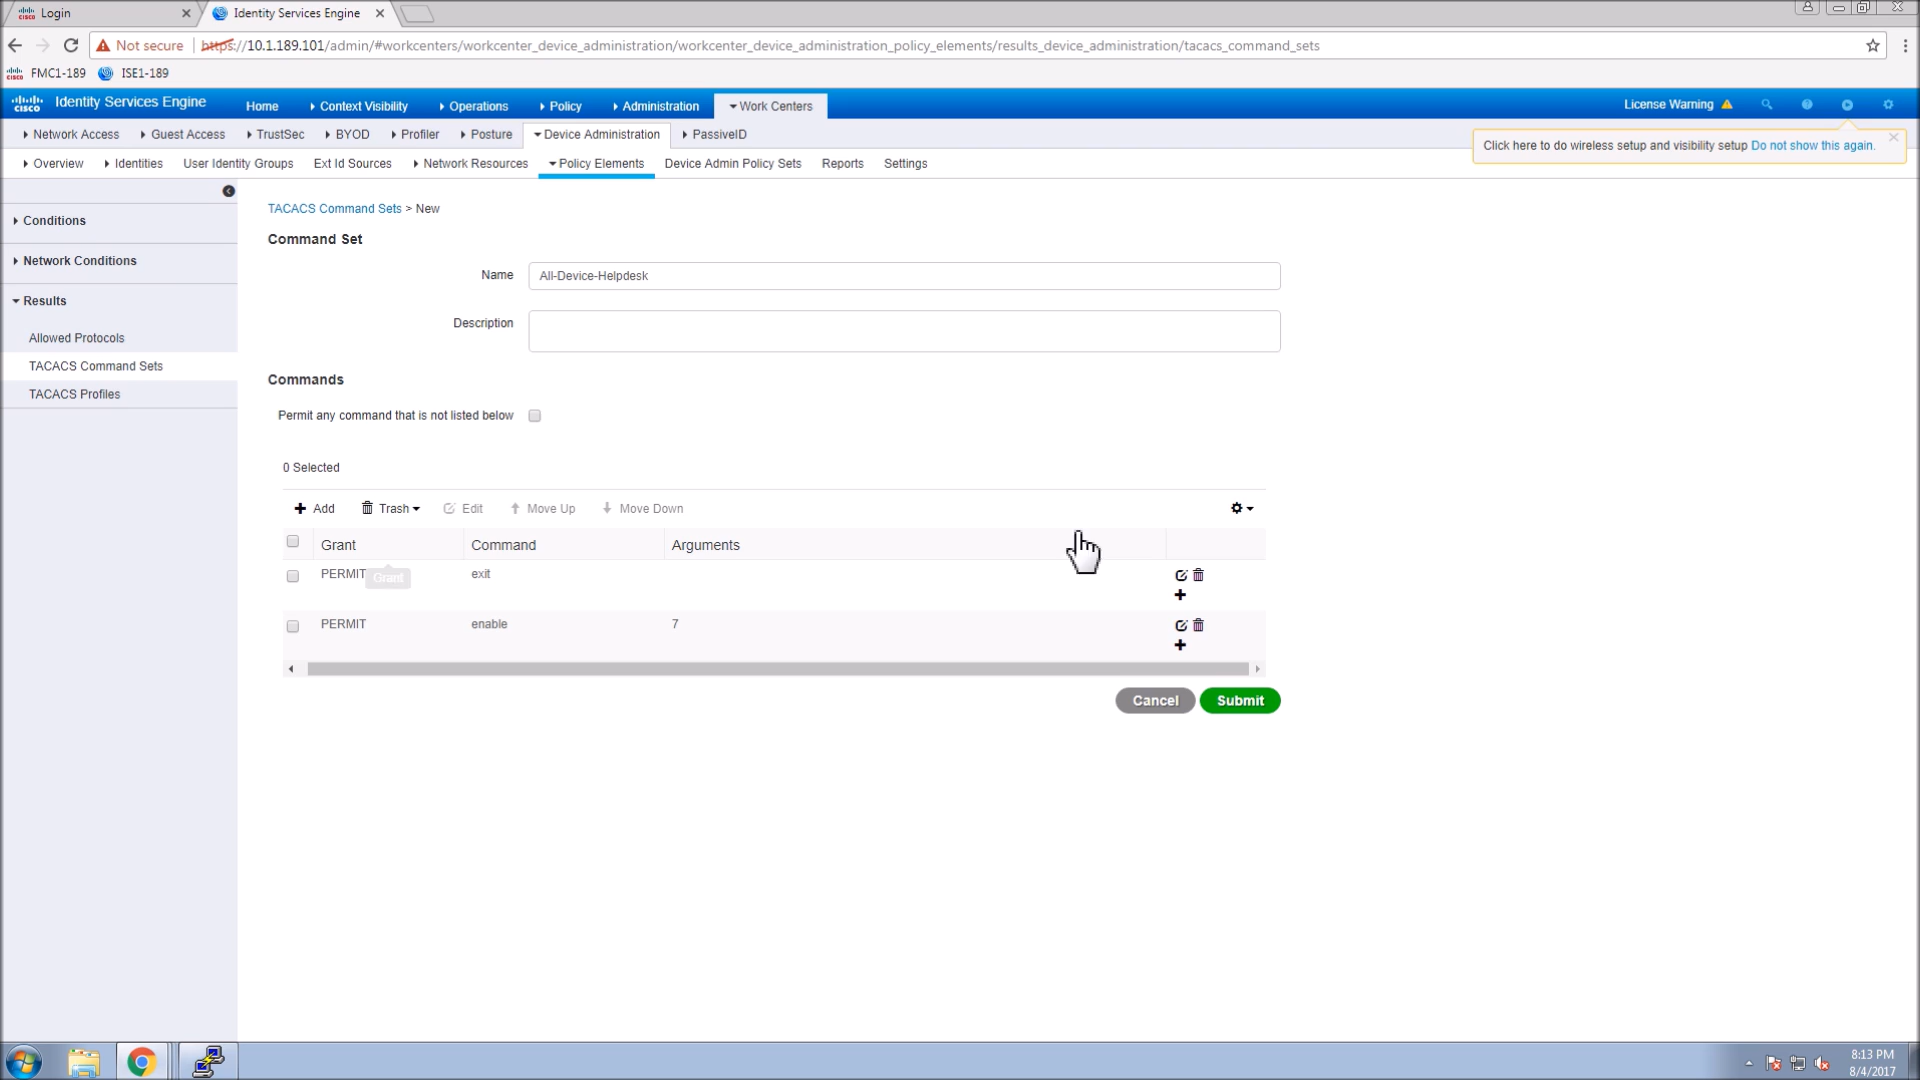 Login
Identity Services Engine
Not secure https://10.1.189.101/admin/#workcenters/workcenter_device_administration/workcenter_device_administration_policy_elements/results_device_administration/tacacs_command_sets
cisco FMC1-189 ISE1-189
cisco Identity Services Engine Home Context Visibility Operations Policy Administration Work Centers License Warning
Network Access Guest Access TrustSec BYOD Profiler Posture Device Administration PassiveID
Click here to do wireless setup and visibility setup Do not show this again.
Overview Identities User Identity Groups Ext Id Sources Network Resources Policy Elements Device Admin Policy Sets Reports Settings
Conditions
Network Conditions
Results
Allowed Protocols
TACACS Command Sets
TACACS Profiles
TACACS Command Sets > New
Command Set
Name All-Device-Helpdesk
Description
Commands
Permit any command that is not listed below
0 Selected
Add Trash Edit Move Up Move Down
Grant Command Arguments
PERMIT exit
Grant
PERMIT enable 7
Cancel Submit
8:13 PM
8/4/2017